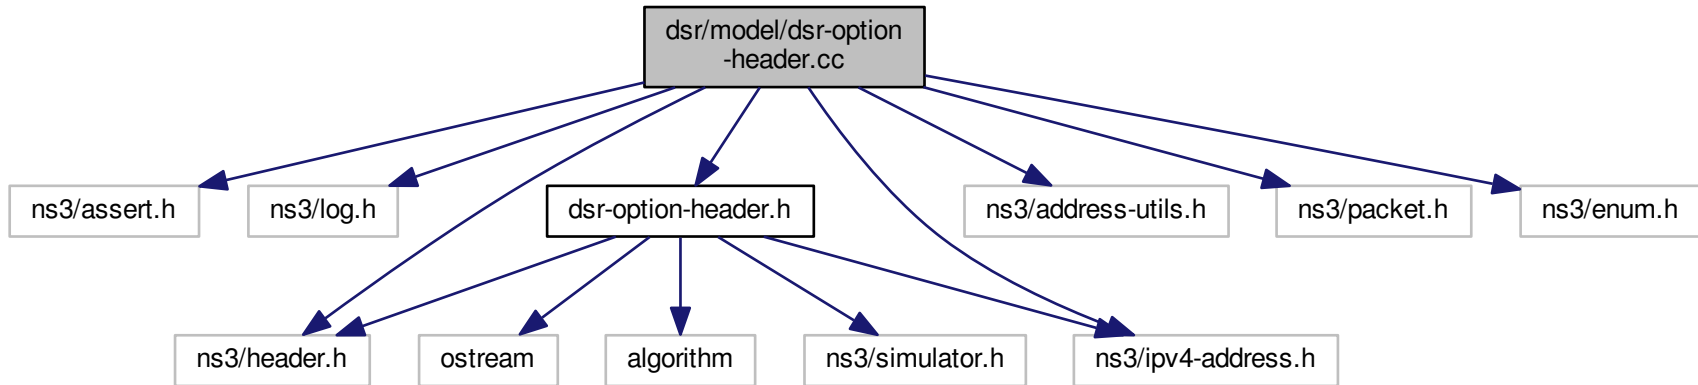 dsr/model/dsr-option
-header.cc
ns3/assert.h
ns3/log.h
dsr-option-header.h
ns3/address-utils.h
ns3/packet.h
ns3/enum.h
ns3/header.h
ostream
algorithm
ns3/simulator.h
ns3/ipv4-address.h